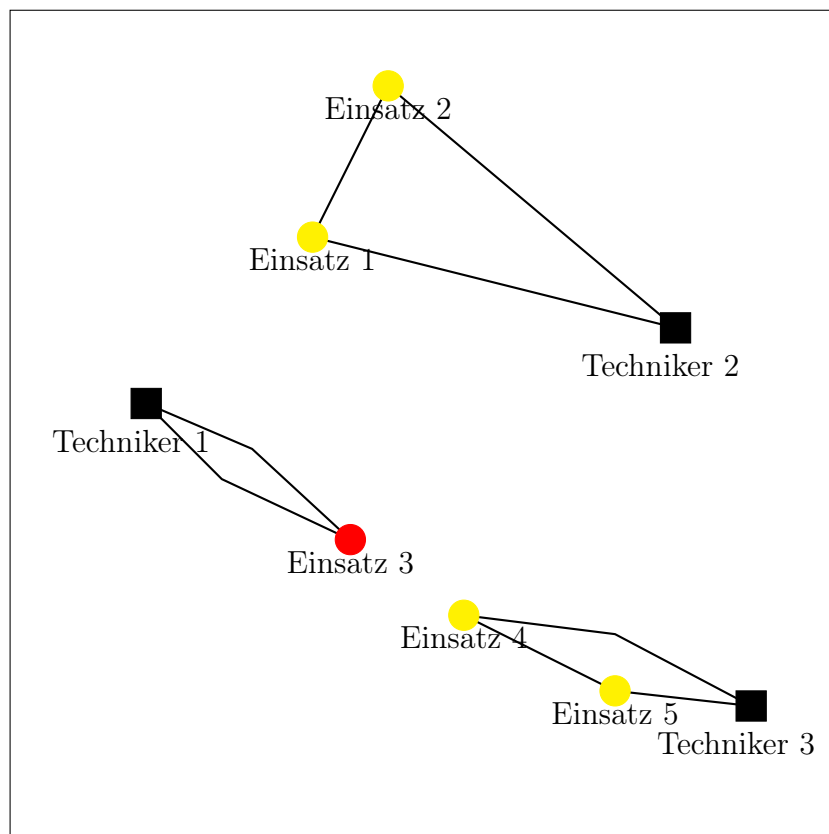 Einsatz 2
Einsatz 1
Techniker 2
Techniker 1
Einsatz 3
Einsatz 4
Einsatz 5
Techniker 3